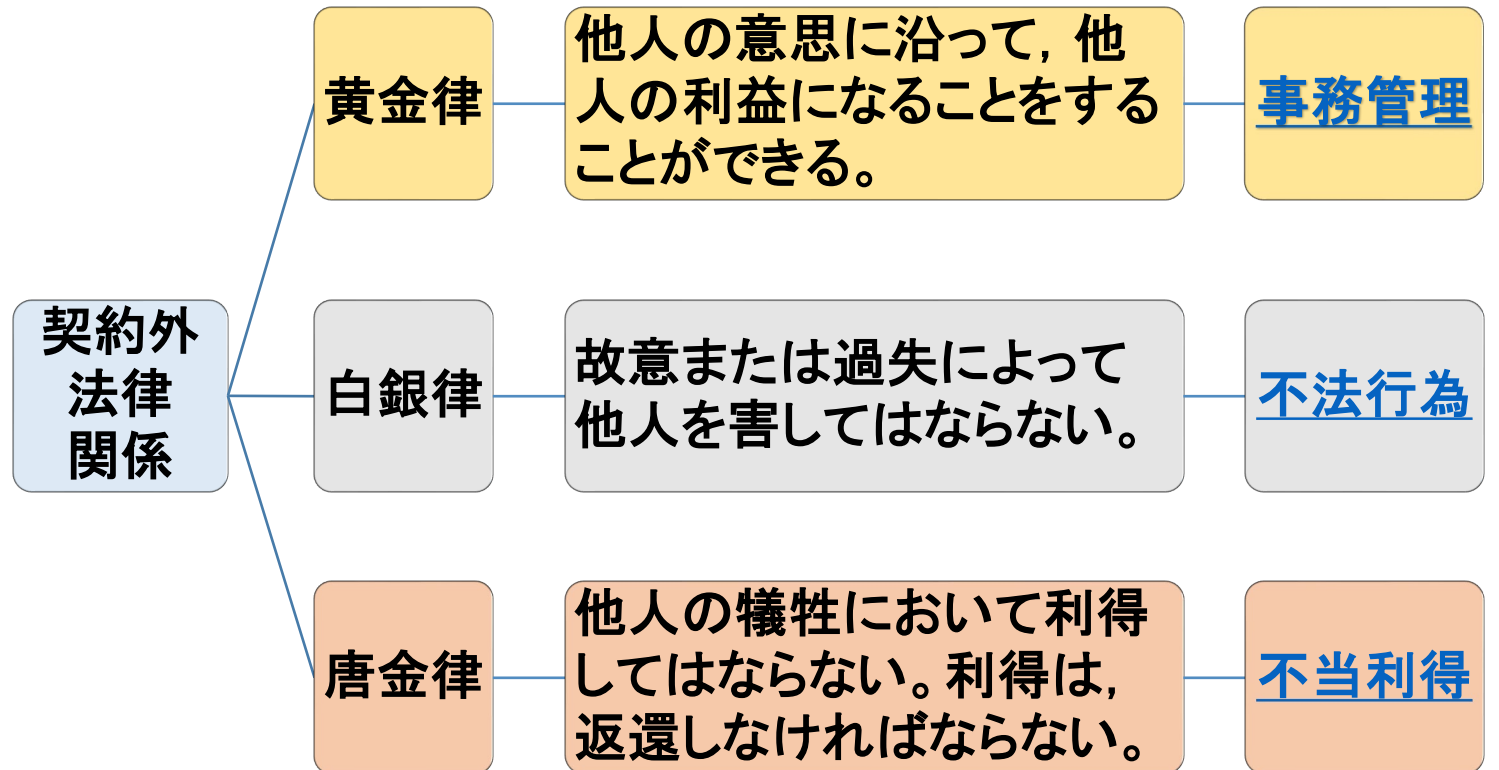 黄金律
他人の意思に沿って，他
人の利益になることをする
ことができる。
事務管理
契約外
法律
関係
白銀律
故意または過失によって
他人を害してはならない。
不法行為
唐金律
他人の犠牲において利得
してはならない。利得は，
返還しなければならない。
不当利得